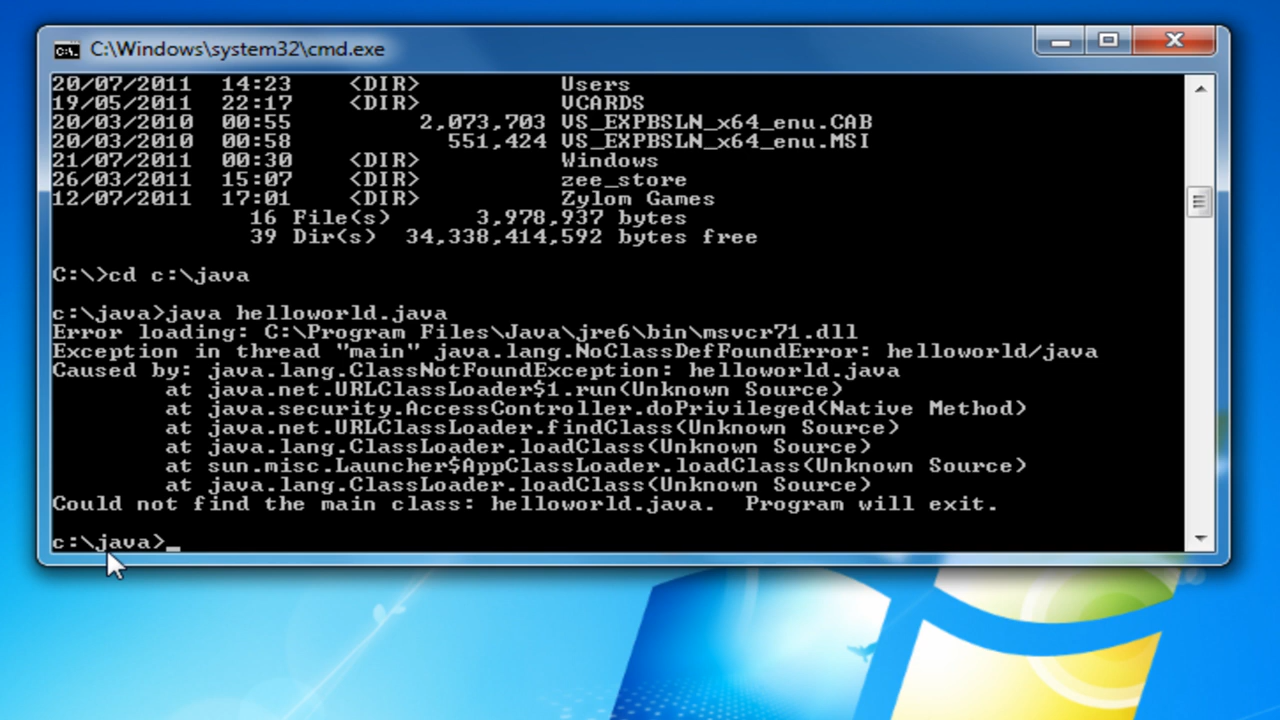 C:\Windows\system32\cmd.exe
20/07/2011  14:23    <DIR>          Users
19/05/2011  22:17    <DIR>          VCARDS
20/03/2010  00:55         2,073,703 VS_EXPBSLN_x64_enu.CAB
20/03/2010  00:58           551,424 VS_EXPBSLN_x64_enu.MSI
21/07/2011  00:30    <DIR>          Windows
26/03/2011  15:07    <DIR>          zee_store
12/07/2011  17:01    <DIR>          Zylom Games
              16 File(s)      3,978,937 bytes
              39 Dir(s)  34,338,414,592 bytes free
C:\>cd c:\java
c:\java>java helloworld.java
Error loading: C:\Program Files\Java\jre6\bin\msvcr71.dll
Exception in thread "main" java.lang.NoClassDefFoundError: helloworld/java
Caused by: java.lang.ClassNotFoundException: helloworld.java
        at java.net.URLClassLoader$1.run(Unknown Source)
        at java.security.AccessController.doPrivileged(Native Method)
        at java.net.URLClassLoader.findClass(Unknown Source)
        at java.lang.ClassLoader.loadClass(Unknown Source)
        at sun.misc.Launcher$AppClassLoader.loadClass(Unknown Source)
        at java.lang.ClassLoader.loadClass(Unknown Source)
Could not find the main class: helloworld.java.  Program will exit.
c:\java>_